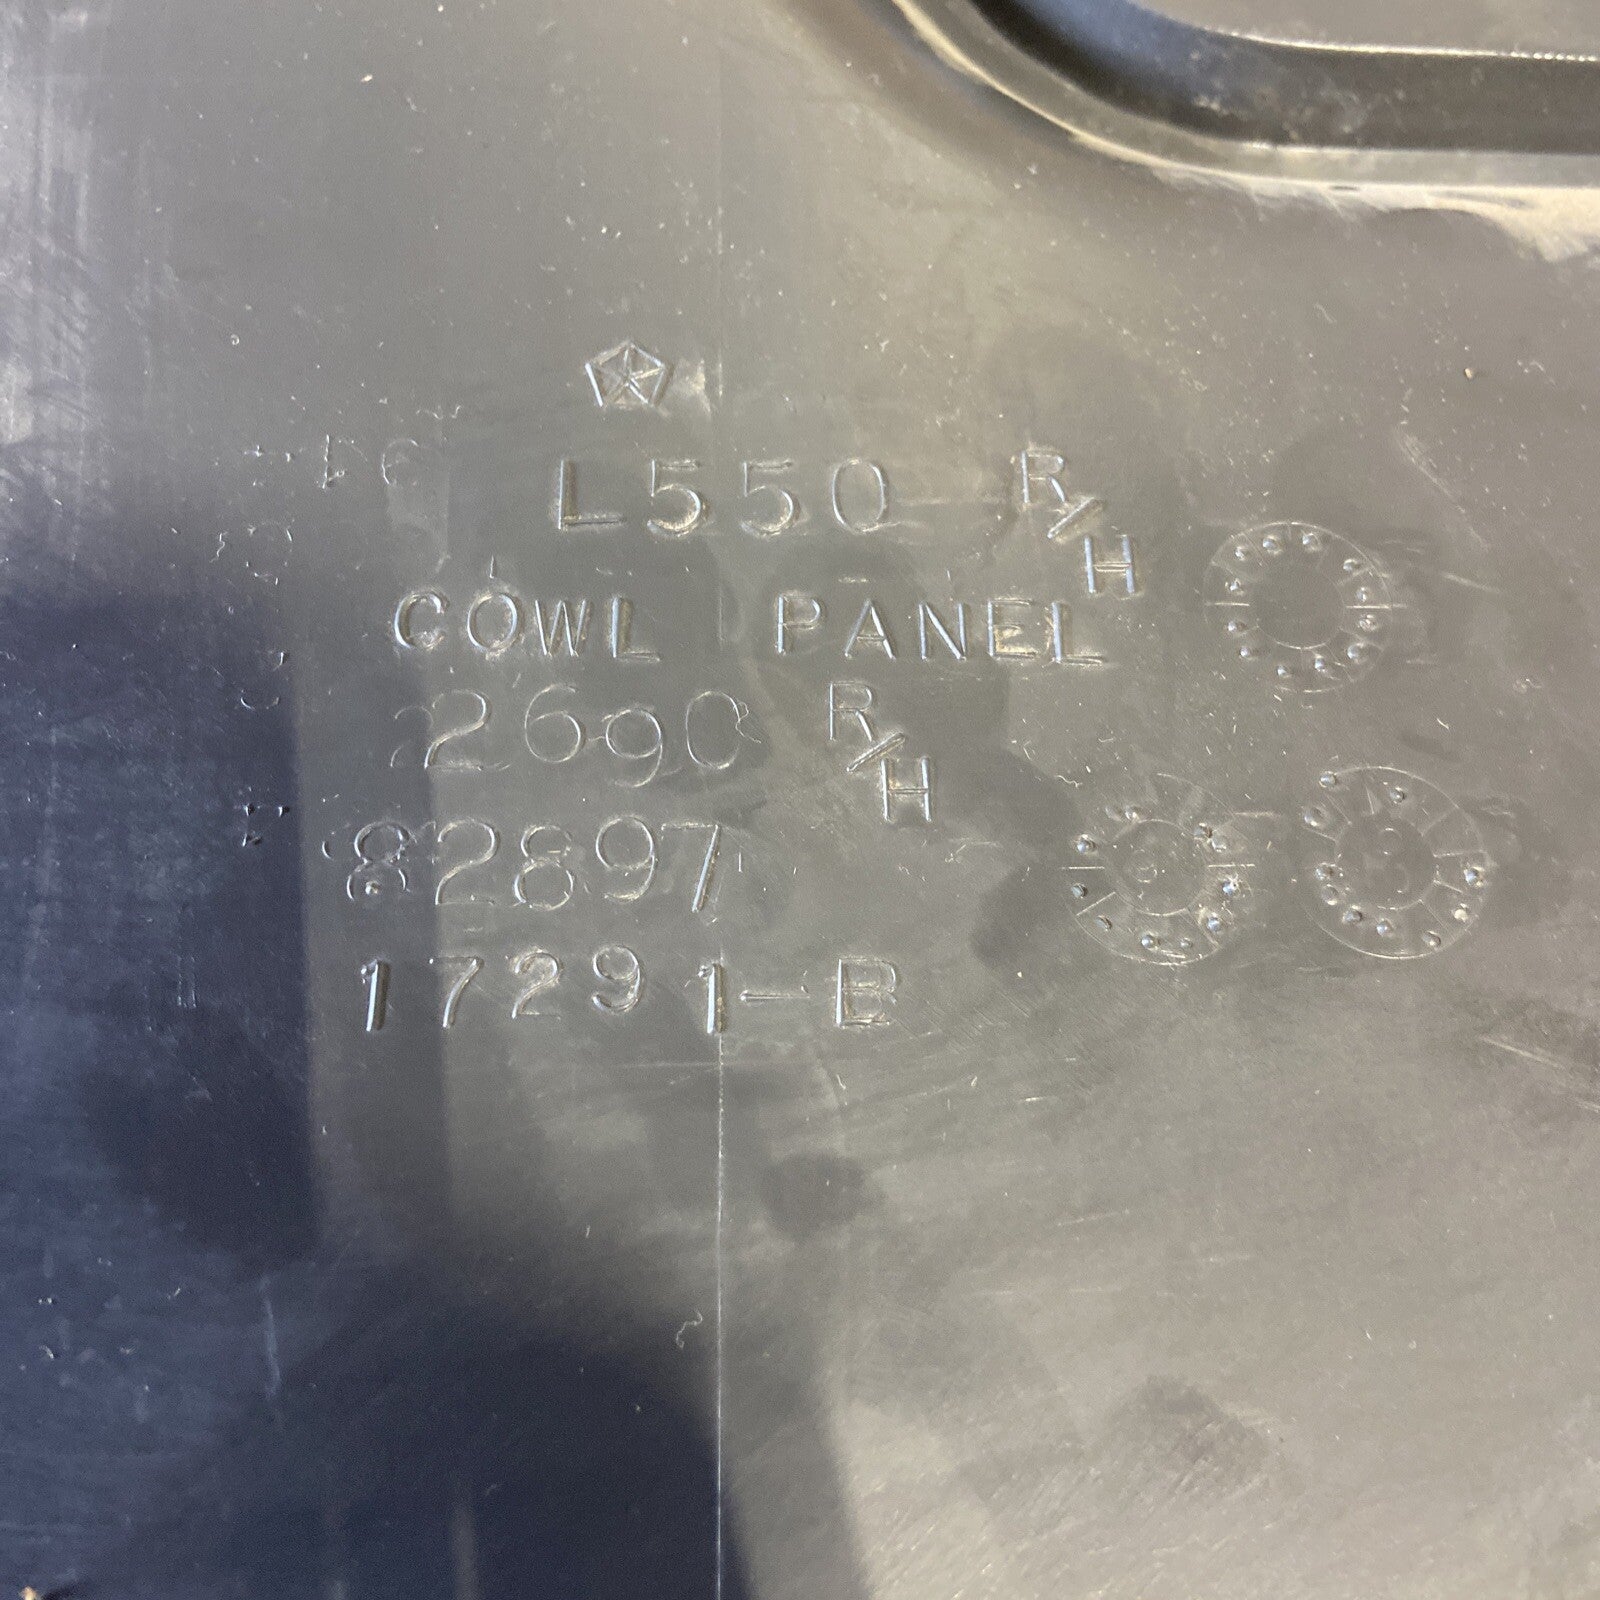 L550 R/H
COWL PANEL
2690 R/H
82897
17291-B